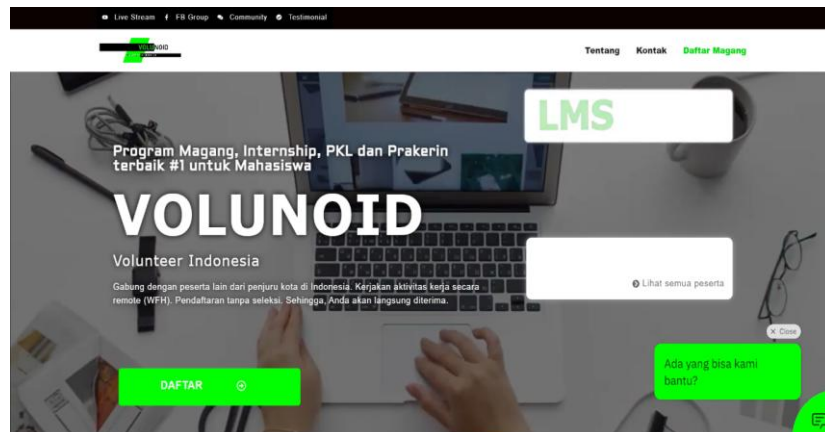 Live Stream FB Group Community Testimonial
VOLUNOID
Tentang Kontak Daftar Magang
LMS
Program Magang, Internship, PKL dan Prakerin
terbaik #1 untuk Mahasiswa
VOLUNOID
Volunteer Indonesia
Gabung dengan peserta lain dari penjuru kota di Indonesia. Kerjakan aktivitas kerja secara
remote (WFH). Pendaftaran tanpa seleksi. Sehingga, Anda akan langsung diterima.
Lihat semua peserta
X Close
Ada yang bisa kami
bantu?
DAFTAR